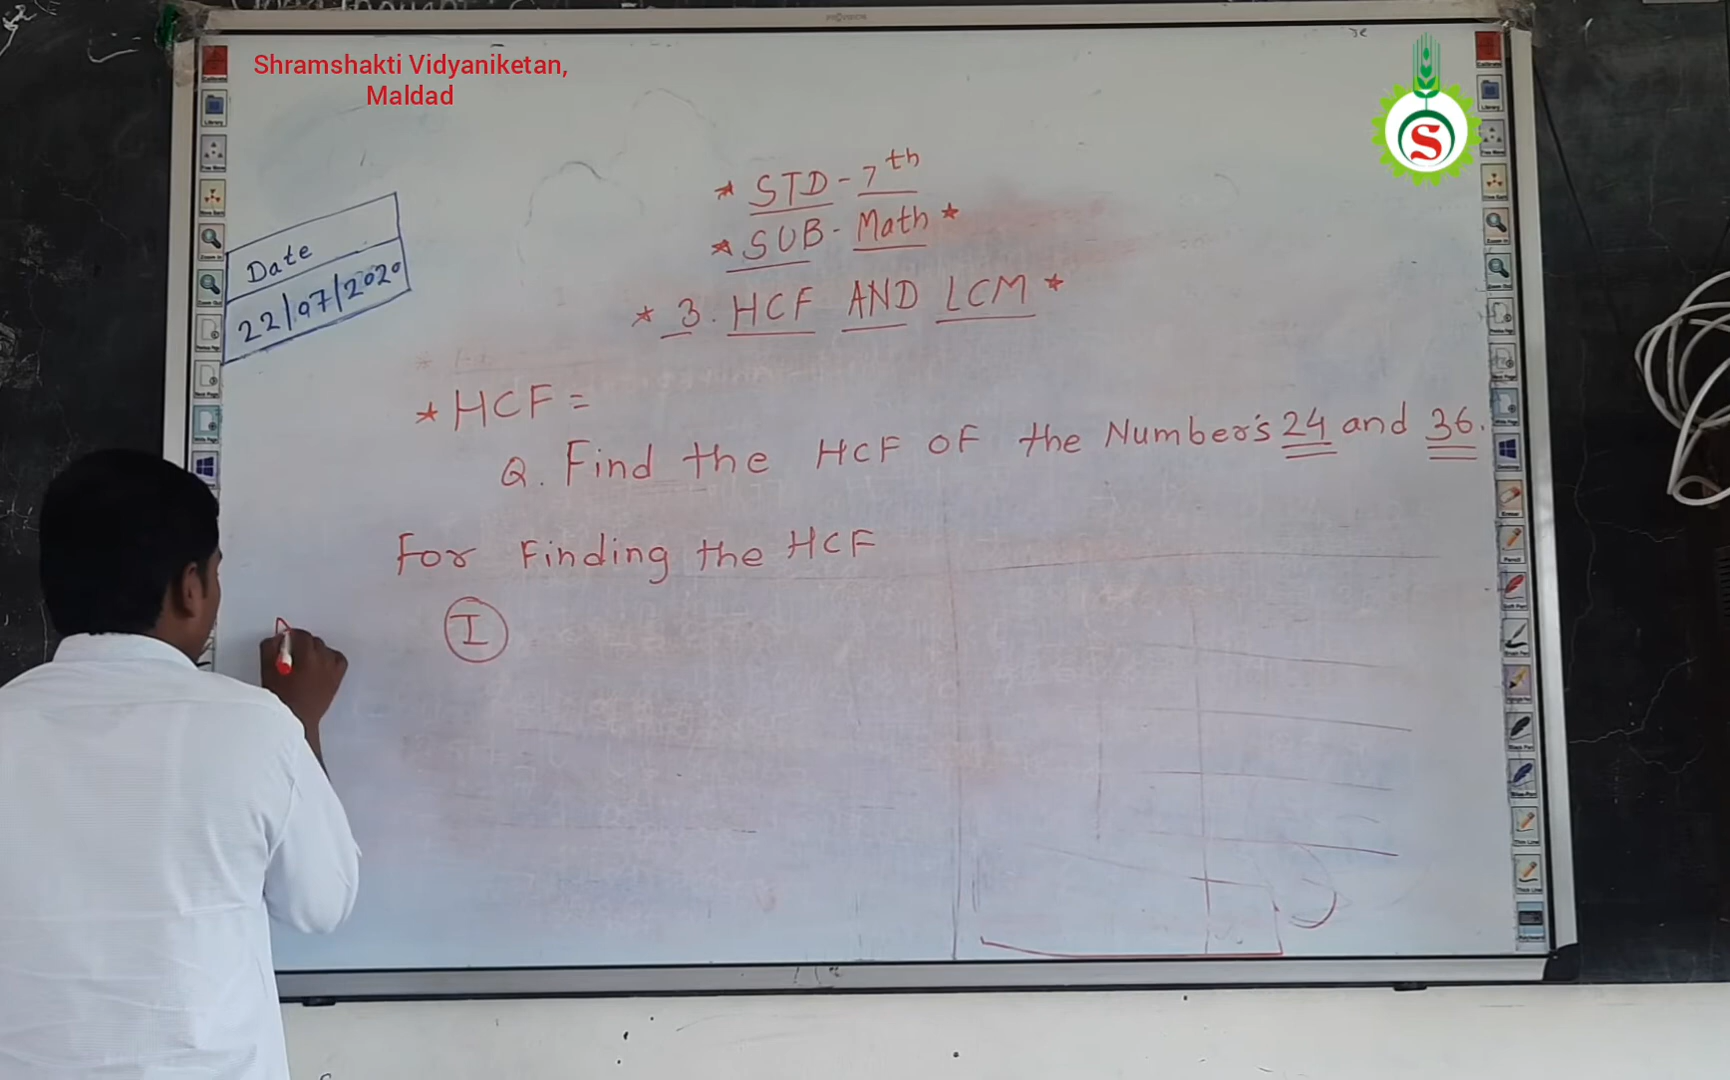 Shramshakti Vidyaniketan,
Maldad
S
* STD - 7th
* SUB - Math *
* 3. HCF AND LCM *
Date
22/07/2020
* HCF =
Q. Find the HCF OF the Number's 24 and 36.
For Finding the HCF
I